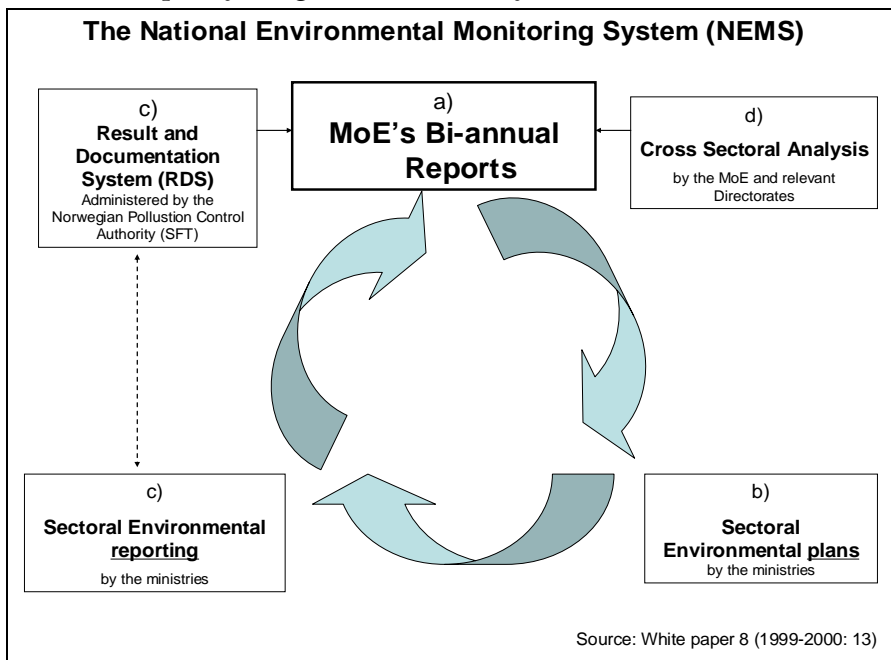 The National Environmental Monitoring System (NEMS)
c)
Result and
Documentation
System (RDS)
Administered by the
Norwegian Pollustion Control
Authority (SFT)
a)
MoE's Bi-annual
Reports
d)
Cross Sectoral Analysis
by the MoE and relevant
Directorates
c)
Sectoral Environmental
reporting
by the ministries
b)
Sectoral
Environmental plans
by the ministries
Source: White paper 8 (1999-2000: 13)